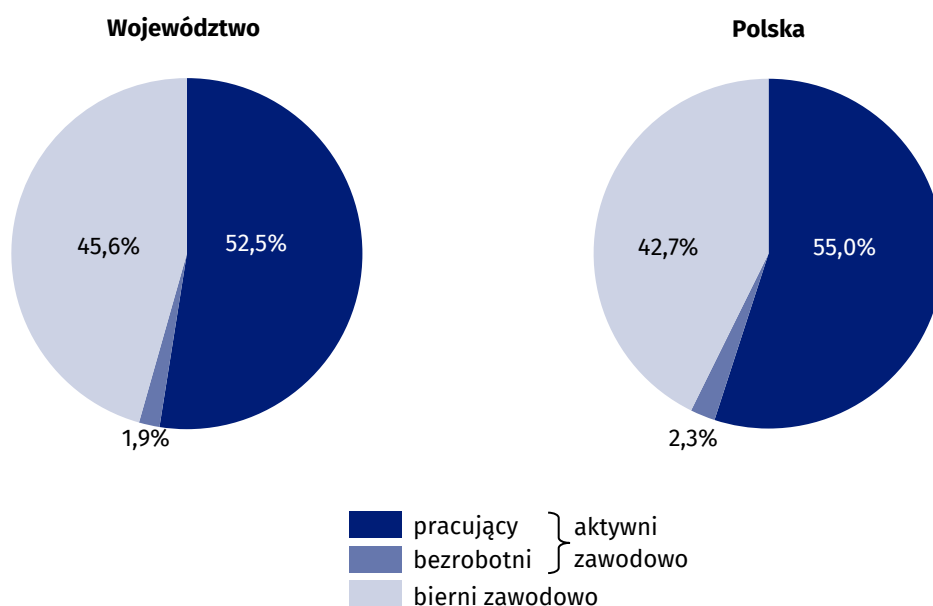 Województwo
Polska
45,6%
52,5%
1,9%
42,7%
55,0%
2,3%
pracujący
bezrobotni
aktywni
zawodowo
bierni zawodowo